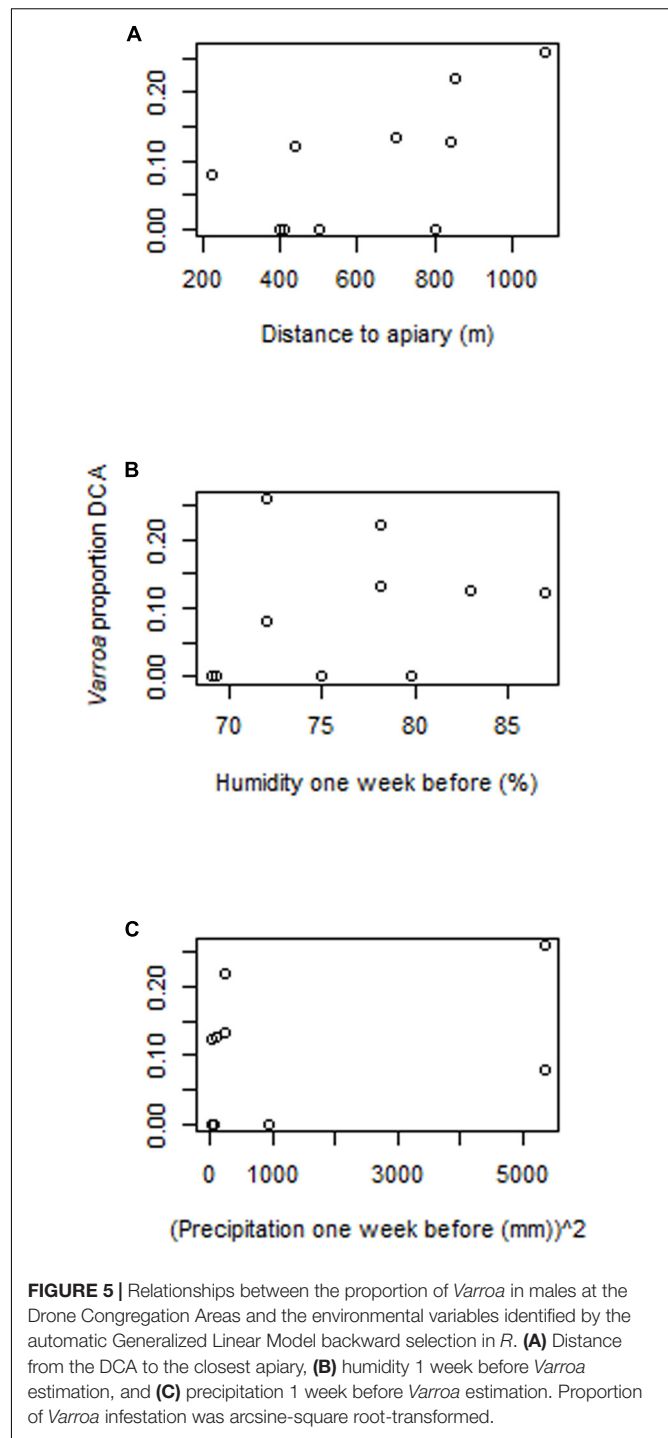 A
0.00 0.10 0.20
200 400 600 800 1000
Distance to apiary (m)
Varroa proportion DCA
B
0.00 0.10 0.20
70 75 80 85
Humidity one week before (%)
C
0.00 0.10 0.20
0 1000 3000 5000
(Precipitation one week before (mm))^2
FIGURE 5 | Relationships between the proportion of Varroa in males at the
Drone Congregation Areas and the environmental variables identified by the
automatic Generalized Linear Model backward selection in R. (A) Distance
from the DCA to the closest apiary, (B) humidity 1 week before Varroa
estimation, and (C) precipitation 1 week before Varroa estimation. Proportion
of Varroa infestation was arcsine-square root-transformed.